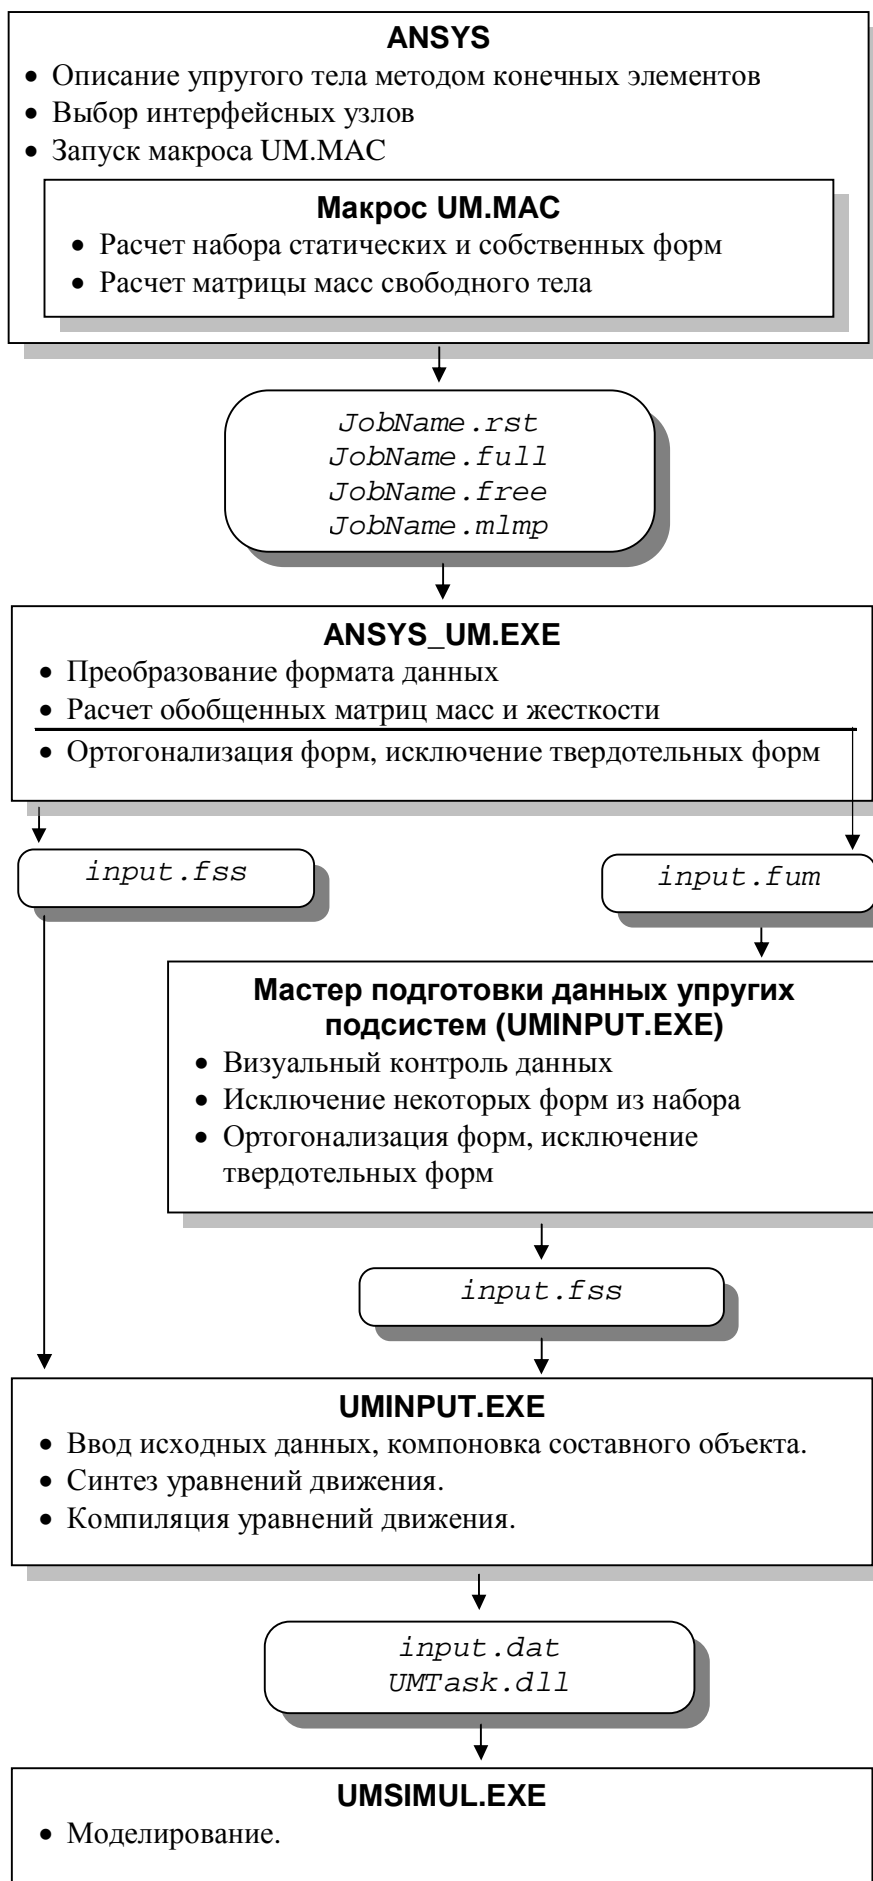 ANSYS
• Описание упругого тела методом конечных элементов
• Выбор интерфейсных узлов
• Запуск макроса UM.MAC
Макрос UM.MAC
• Расчет набора статических и собственных форм
• Расчет матрицы масс свободного тела
JobName.rst
JobName.full
JobName.free
JobName.mlmp
ANSYS_UM.EXE
• Преобразование формата данных
• Расчет обобщенных матриц масс и жесткости
• Ортогонализация форм, исключение твердотельных форм
input.fss
input.fum
Мастер подготовки данных упругих
подсистем (UMINPUT.EXE)
• Визуальный контроль данных
• Исключение некоторых форм из набора
• Ортогонализация форм, исключение
твердотельных форм
input.fss
UMINPUT.EXE
• Ввод исходных данных, компоновка составного объекта.
• Синтез уравнений движения.
• Компиляция уравнений движения.
input.dat
UMTask.dll
UMSIMUL.EXE
• Моделирование.